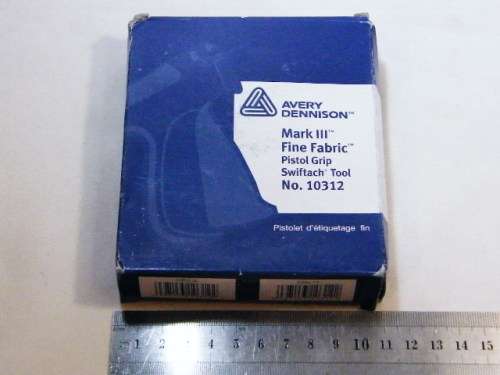 AVERY
DENNISON™
Mark III™
Fine Fabric™
Pistol Grip
Swiftach® Tool
No. 10312
Pistolet d'étiquetage fin
1 2 3 4 5 6 7 8 9 10 11 12 13 14 15